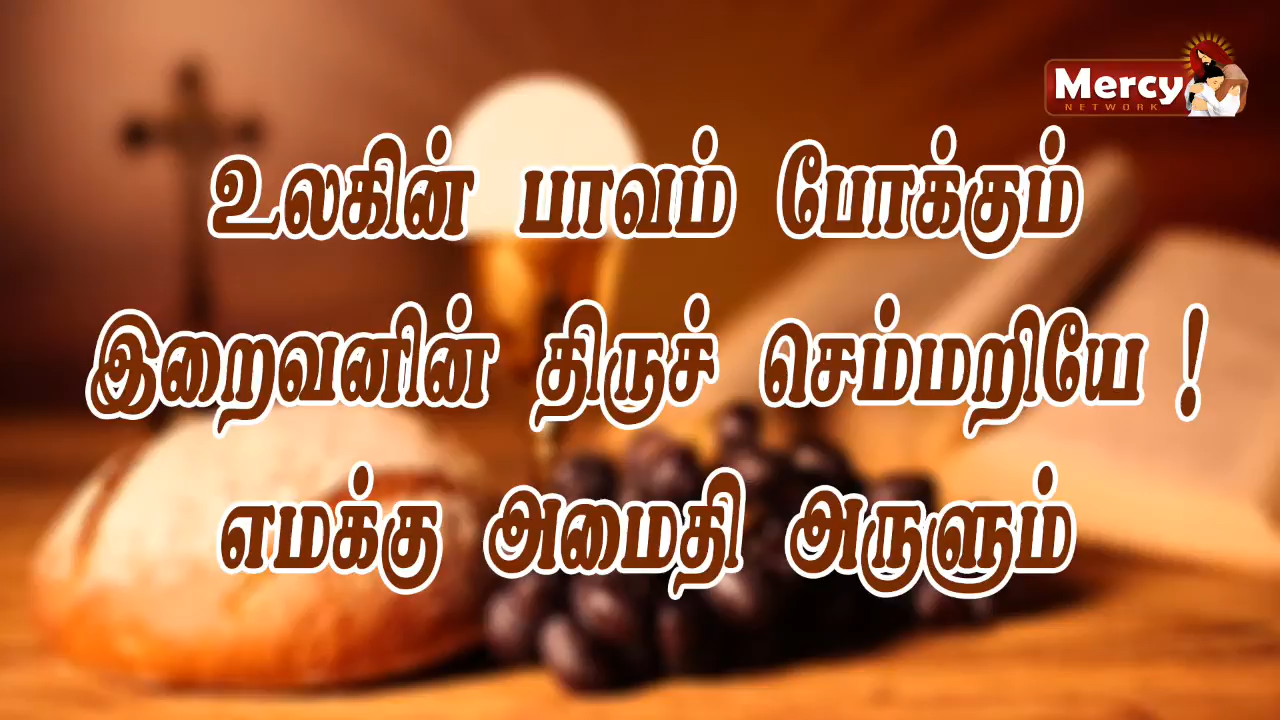 Mercy
NETWORK
உலகின் பாவம் போக்கும்
இறைவனின் திருச் செம்மறியே !
எமக்கு அமைதி அருளும்